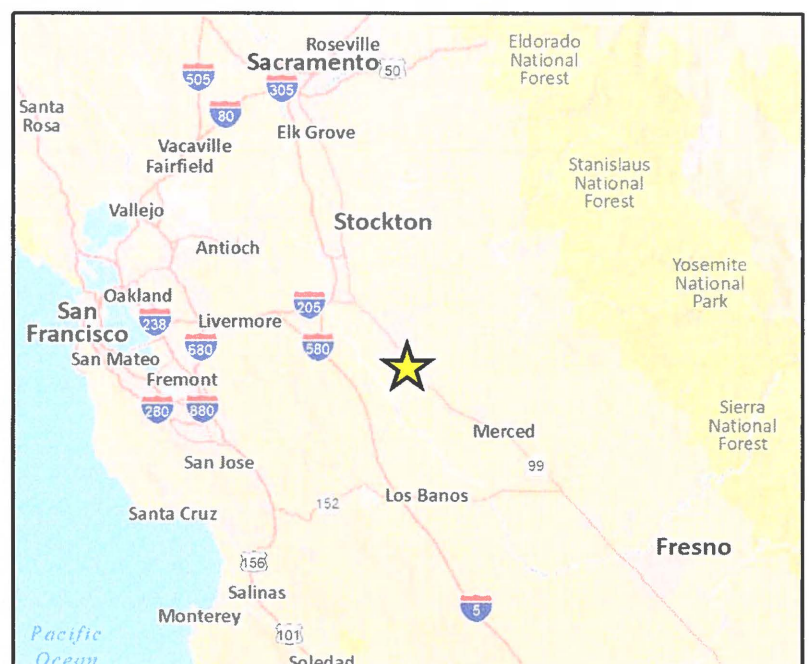 Roseville
Sacramento
50
Eldorado
National
Forest
505
305
80
Santa
Rosa
Elk Grove
Vacaville
Fairfield
Stanislaus
National
Forest
Vallejo
Stockton
Antioch
Yosemite
National
Park
Oakland
205
San
Francisco
238
Livermore
680
580
San Mateo
Fremont
280
880
Sierra
National
Forest
Merced
99
San Jose
Los Banos
152
Santa Cruz
Fresno
156
Salinas
Monterey
5
101
Pacific
Ocean
Soledad